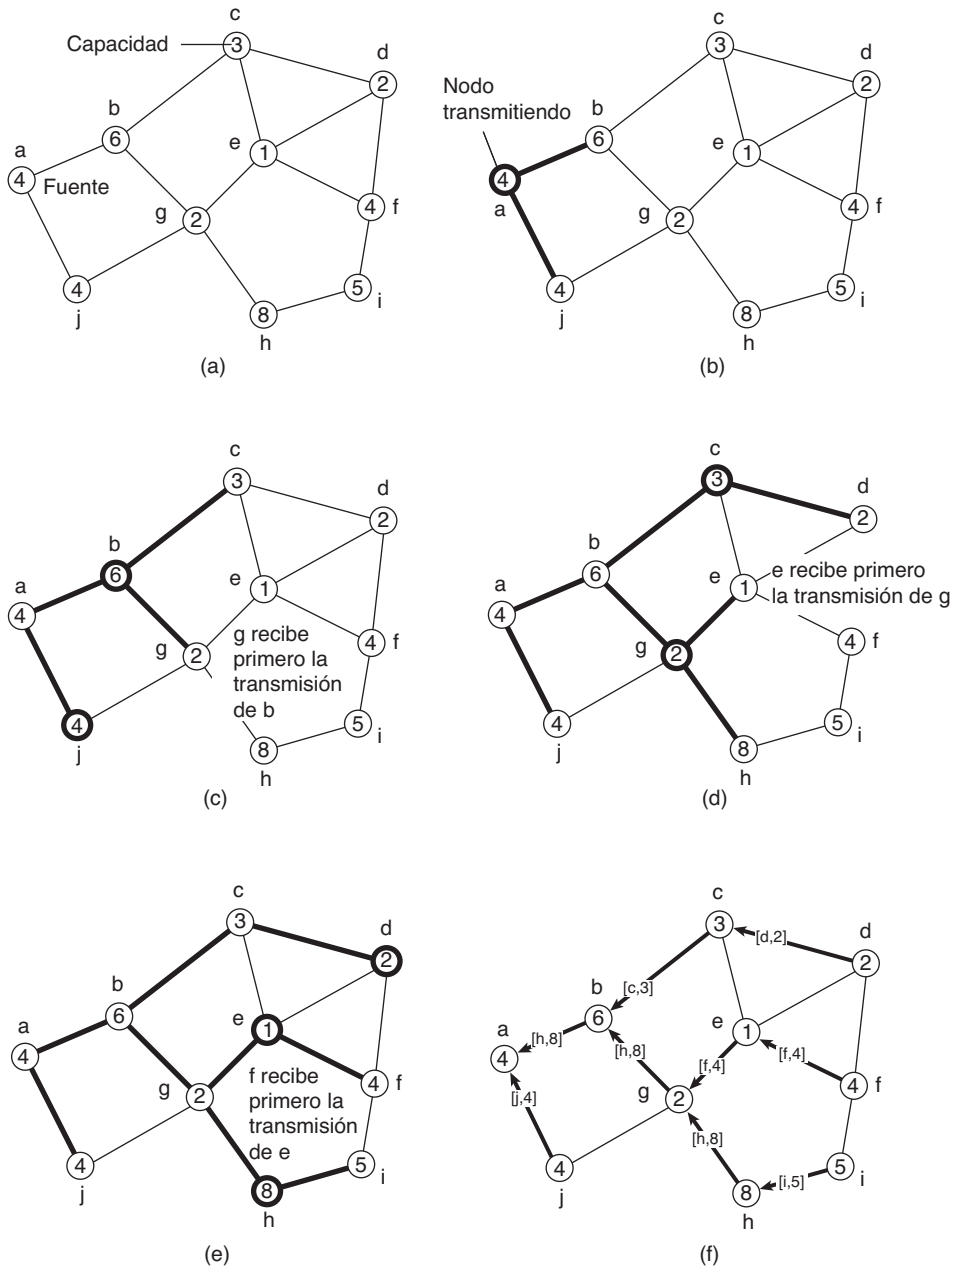 c
Capacidad
3
d
2
b
6
e
1
a
4
Fuente
g
2
4
f
4
j
5
i
8
h
(a)
c
3
d
2
Nodo
transmitiendo
b
6
e
1
4
a
g
2
4
f
4
j
5
i
8
h
(b)
c
3
d
2
b
6
e
1
a
4
g
2
g recibe
primero la
transmisión
de b
4
f
4
j
5
i
8
h
(c)
c
3
d
2
b
6
e
1
e recibe primero
la transmisión de g
a
4
g
2
4
f
4
j
5
i
8
h
(d)
c
3
d
2
b
6
e
1
a
4
g
2
f recibe
primero la
transmisión
de e
4
f
4
j
5
i
8
h
(e)
c
3
[d,2]
d
2
[c,3]
b
6
e
1
a
4
[h,8]
[h,8]
[f,4]
[f,4]
[j,4]
g
2
4
f
[h,8]
4
j
5
i
[i,5]
8
h
(f)